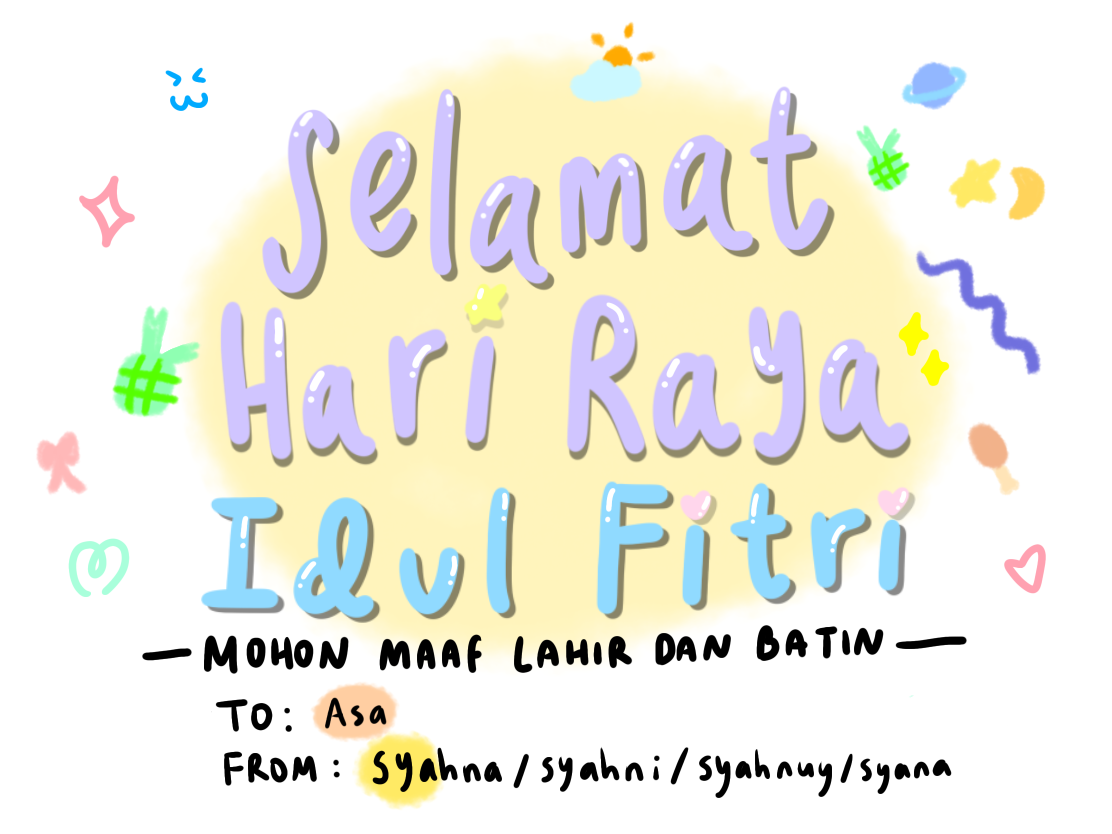 Selamat
Hari Raya
Idul Fitri
— MOHON MAAF LAHIR DAN BATIN —
TO: Asa
FROM: syahna / syahni / syahnuy / syana